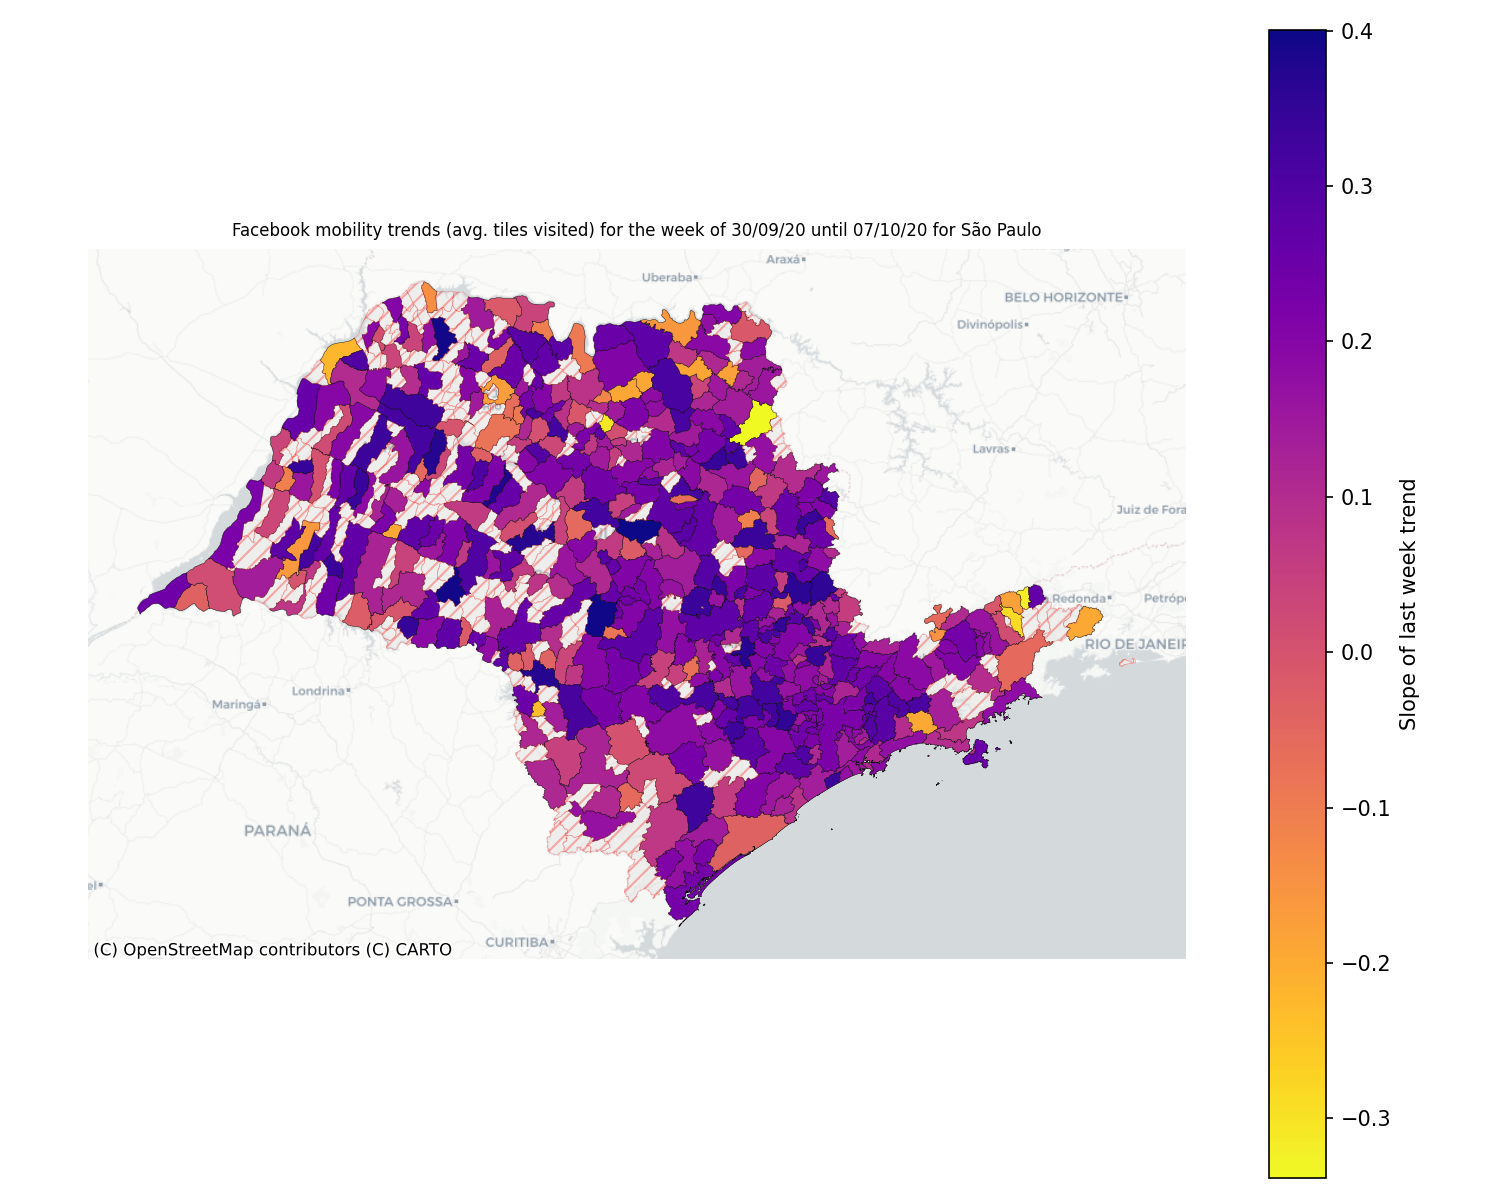 Facebook mobility trends (avg. tiles visited) for the week of 30/09/20 until 07/10/20 for São Paulo
Araxá
Uberaba
BELO HORIZONTE
Divinópolis
Lavras
Juiz de Fora
Redonda
Petróp
RIO DE JANEIR
Londrina
Maringá
PARANÁ
el
PONTA GROSSA
CURITIBA
(C) OpenStreetMap contributors (C) CARTO
0.4
0.3
0.2
0.1
0.0
−0.1
−0.2
−0.3
Slope of last week trend